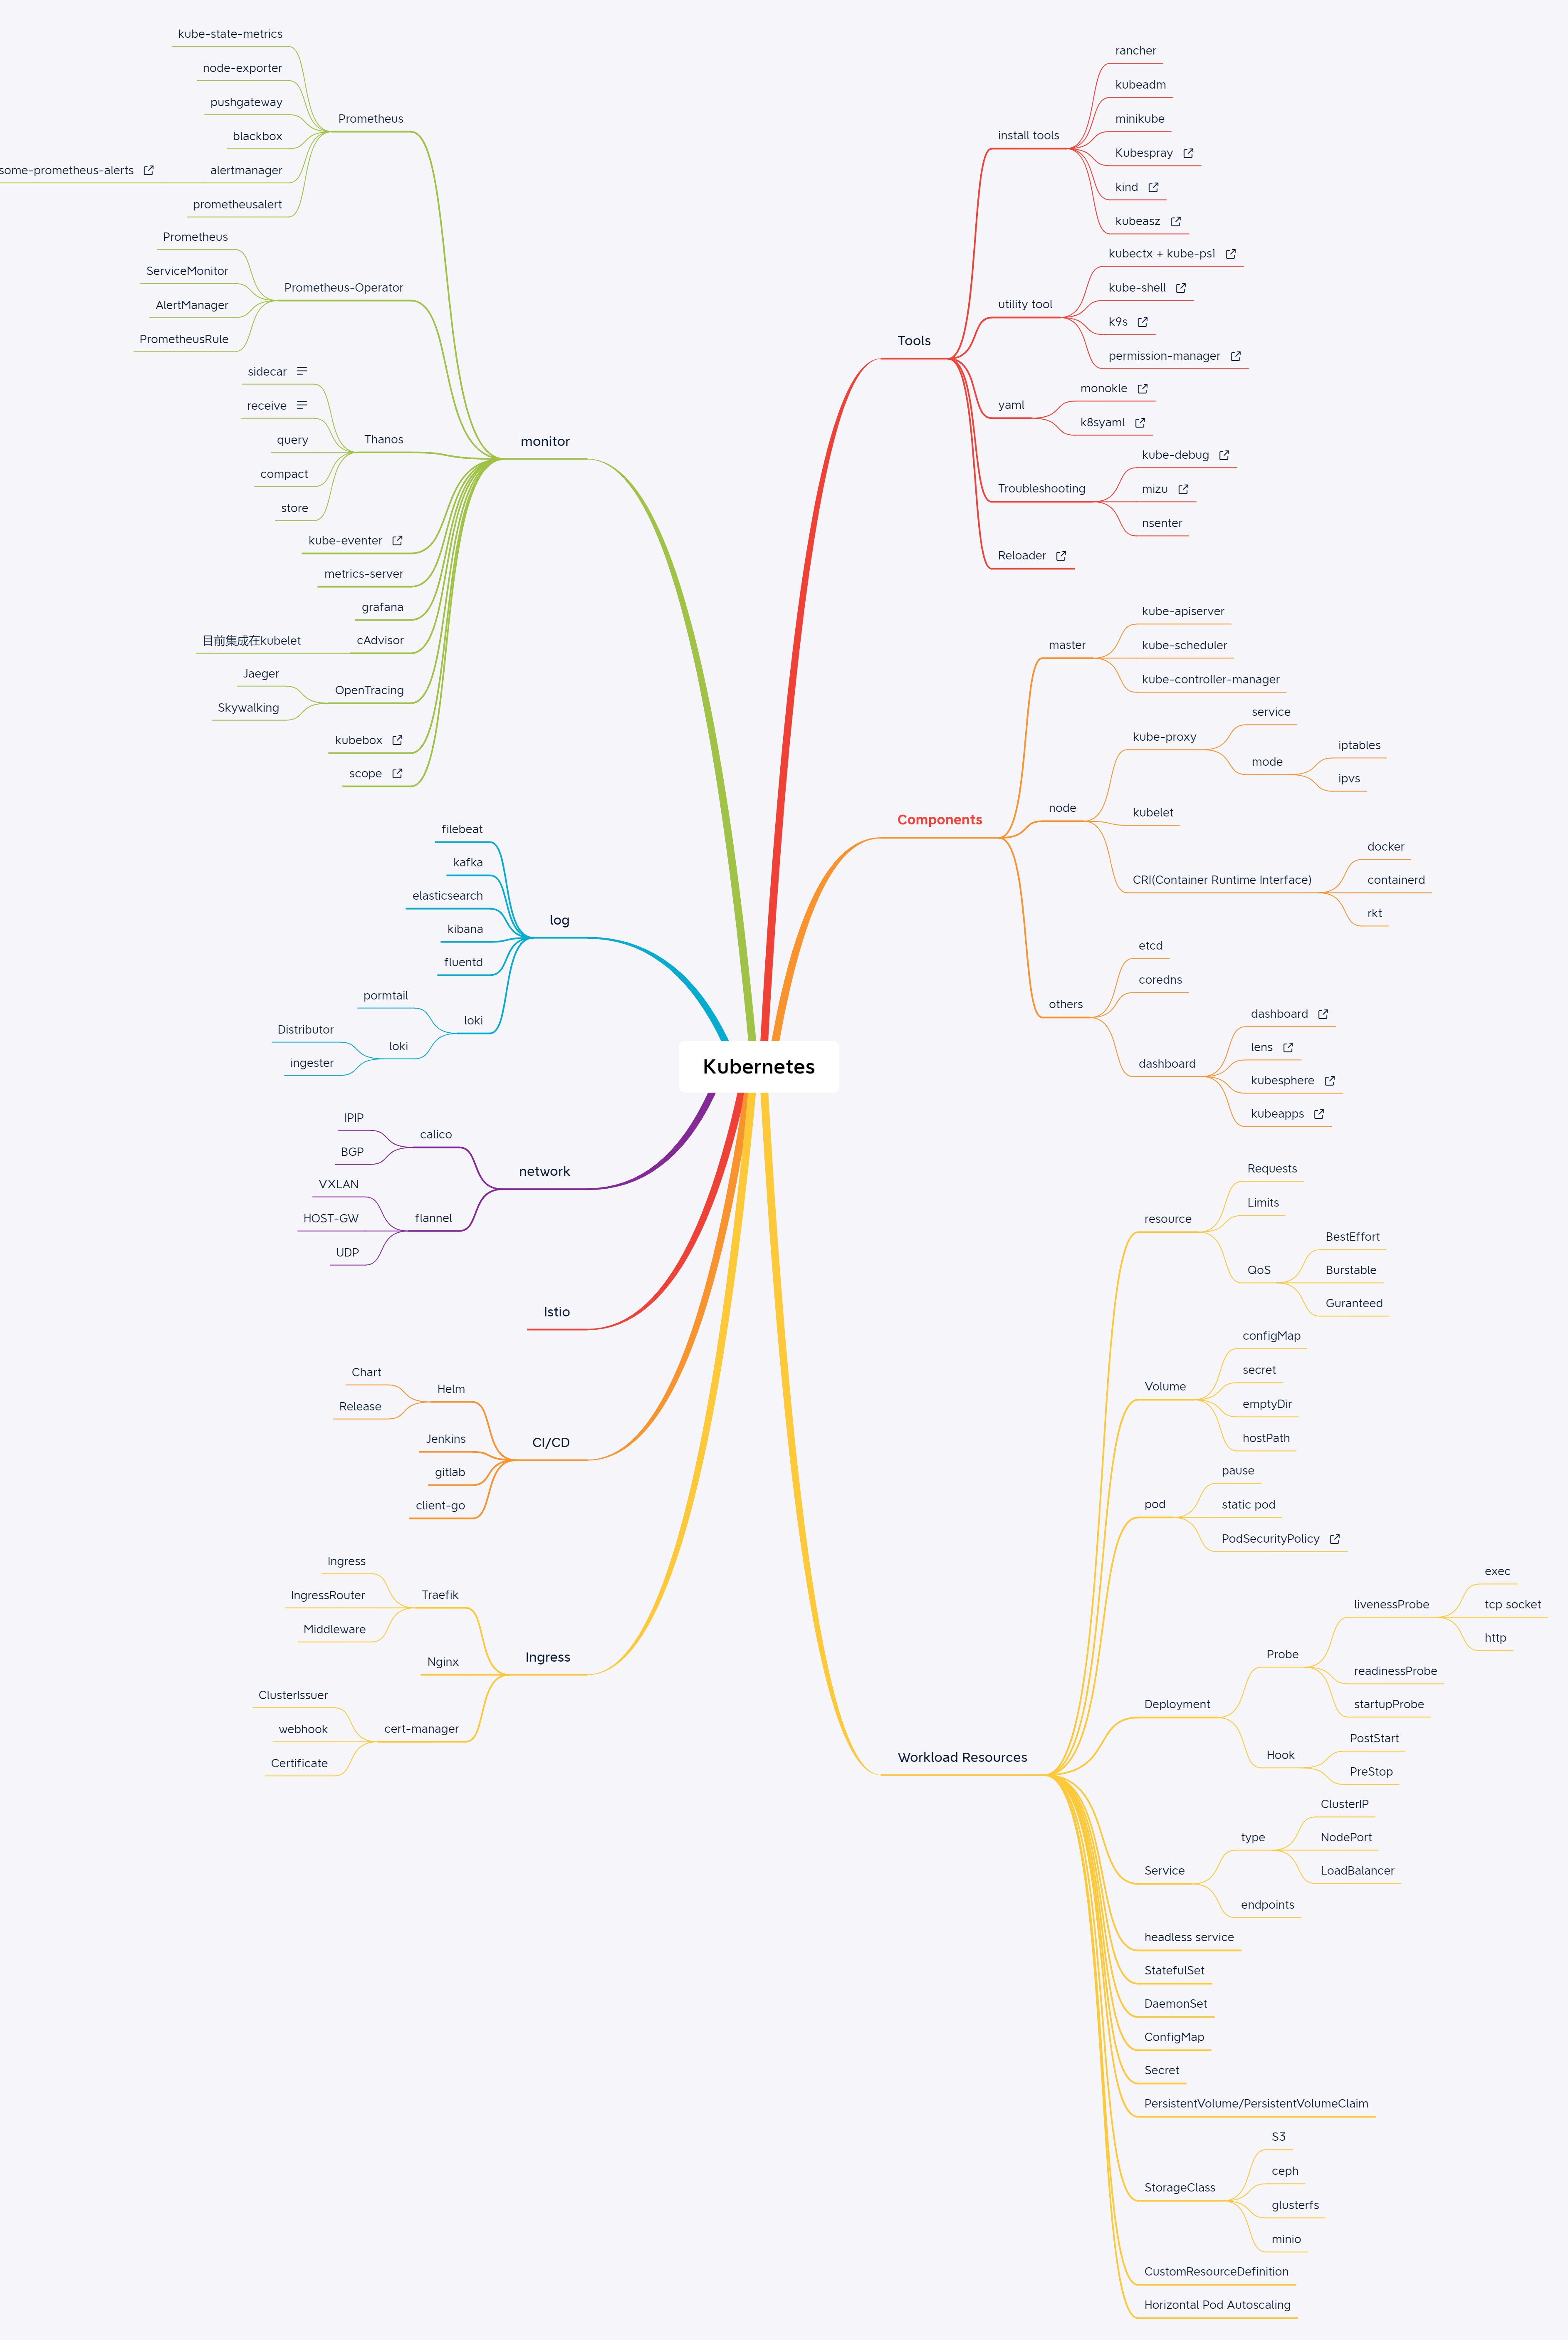 Kubernetes
Tools
install tools
rancher
kubeadm
minikube
Kubespray
kind
kubeasz
utility tool
kubectx + kube-ps1
kube-shell
k9s
permission-manager
yaml
monokle
k8syaml
Troubleshooting
kube-debug
mizu
nsenter
Reloader
Components
master
kube-apiserver
kube-scheduler
kube-controller-manager
node
kube-proxy
service
mode
iptables
ipvs
kubelet
CRI(Container Runtime Interface)
docker
containerd
rkt
others
etcd
coredns
dashboard
dashboard
lens
kubesphere
kubeapps
Workload Resources
resource
Requests
Limits
QoS
BestEffort
Burstable
Guranteed
Volume
configMap
secret
emptyDir
hostPath
pod
pause
static pod
PodSecurityPolicy
Deployment
Probe
livenessProbe
exec
tcp socket
http
readinessProbe
startupProbe
Hook
PostStart
PreStop
Service
type
ClusterIP
NodePort
LoadBalancer
endpoints
headless service
StatefulSet
DaemonSet
ConfigMap
Secret
PersistentVolume/PersistentVolumeClaim
StorageClass
S3
ceph
glusterfs
minio
CustomResourceDefinition
Horizontal Pod Autoscaling
monitor
Prometheus
kube-state-metrics
node-exporter
pushgateway
blackbox
alertmanager
some-prometheus-alerts
prometheusalert
Prometheus-Operator
Prometheus
ServiceMonitor
AlertManager
PrometheusRule
Thanos
sidecar
receive
query
compact
store
kube-eventer
metrics-server
grafana
cAdvisor
目前集成在kubelet
OpenTracing
Jaeger
Skywalking
kubebox
scope
log
filebeat
kafka
elasticsearch
kibana
fluentd
loki
pormtail
loki
Distributor
ingester
network
calico
IPIP
BGP
flannel
VXLAN
HOST-GW
UDP
Istio
CI/CD
Helm
Chart
Release
Jenkins
gitlab
client-go
Ingress
Traefik
Ingress
IngressRouter
Middleware
Nginx
cert-manager
ClusterIssuer
webhook
Certificate